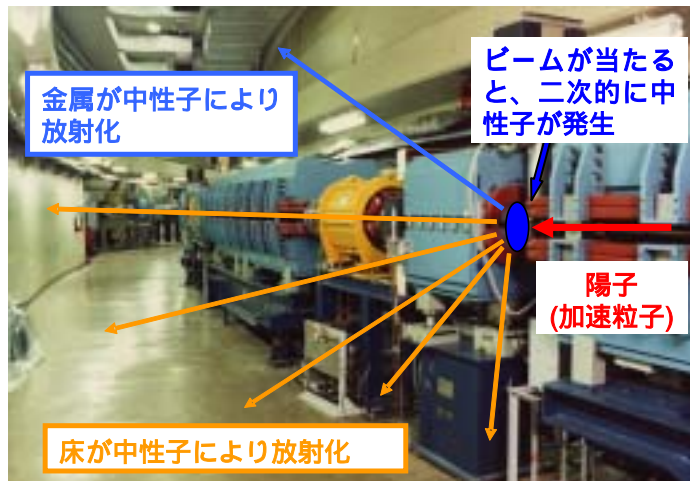 金属が中性子により
放射化
ビームが当たる
と、二次的に中
性子が発生
陽子
(加速粒子)
床が中性子により放射化